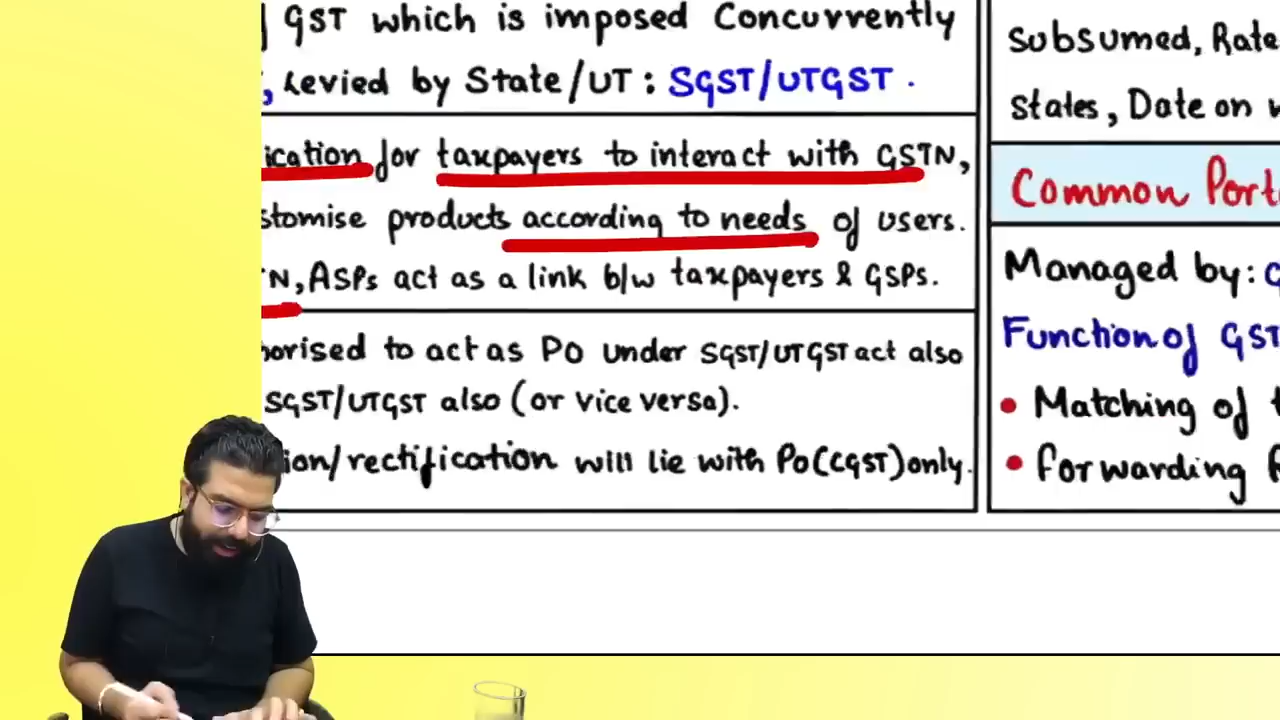 GST which is imposed Concurrently
, Levied by State/UT : SGST/UTGST .
ication for taxpayers to interact with GSTN,
stomise products according to needs of users.
TN, ASPs act as a link b/w taxpayers & GSPs.
horised to act as PO under SGST/UTGST act also
SGST/UTGST also (or vice versa).
ion/rectification will lie with PO(CGST) only.
subsumed, Rate
states, Date on w
Common Port
Managed by: G
Function of GST
• Matching of t
• forwarding f